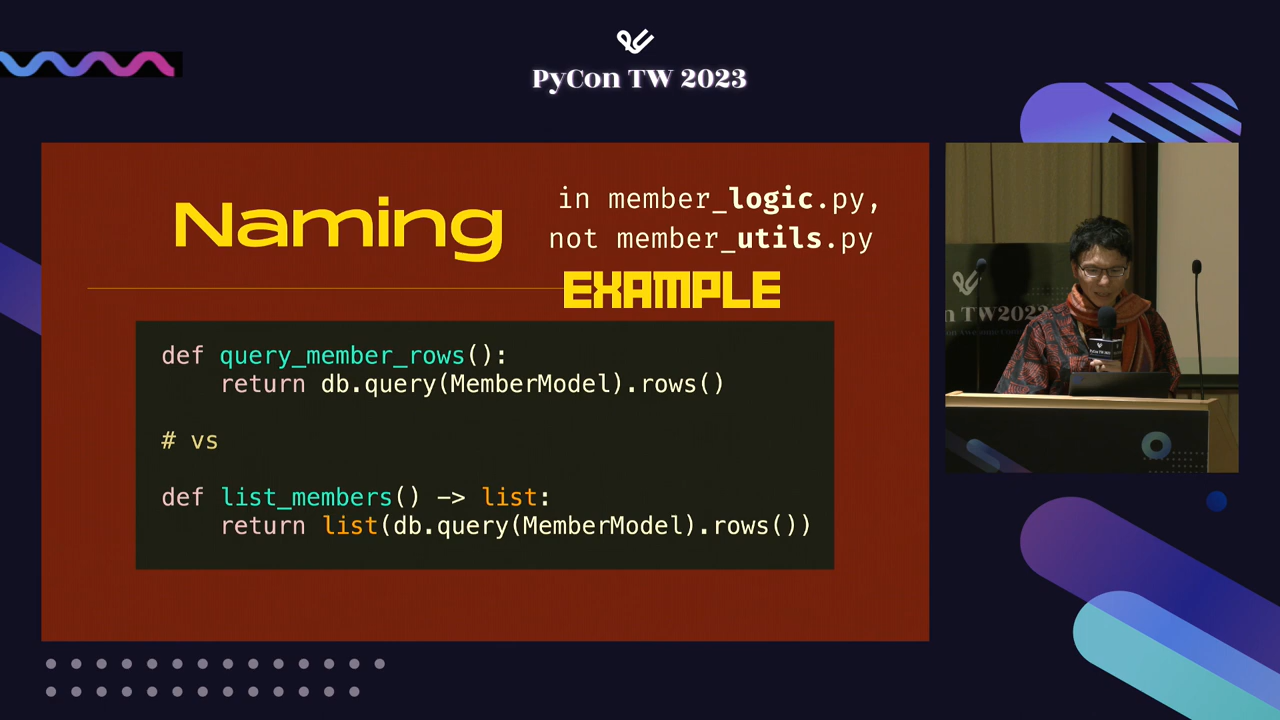 PyCon TW 2023
Naming
in member_logic.py,
not member_utils.py
EXAMPLE
def query_member_rows():
    return db.query(MemberModel).rows()
# vs
def list_members() -> list:
    return list(db.query(MemberModel).rows())
n TW2023